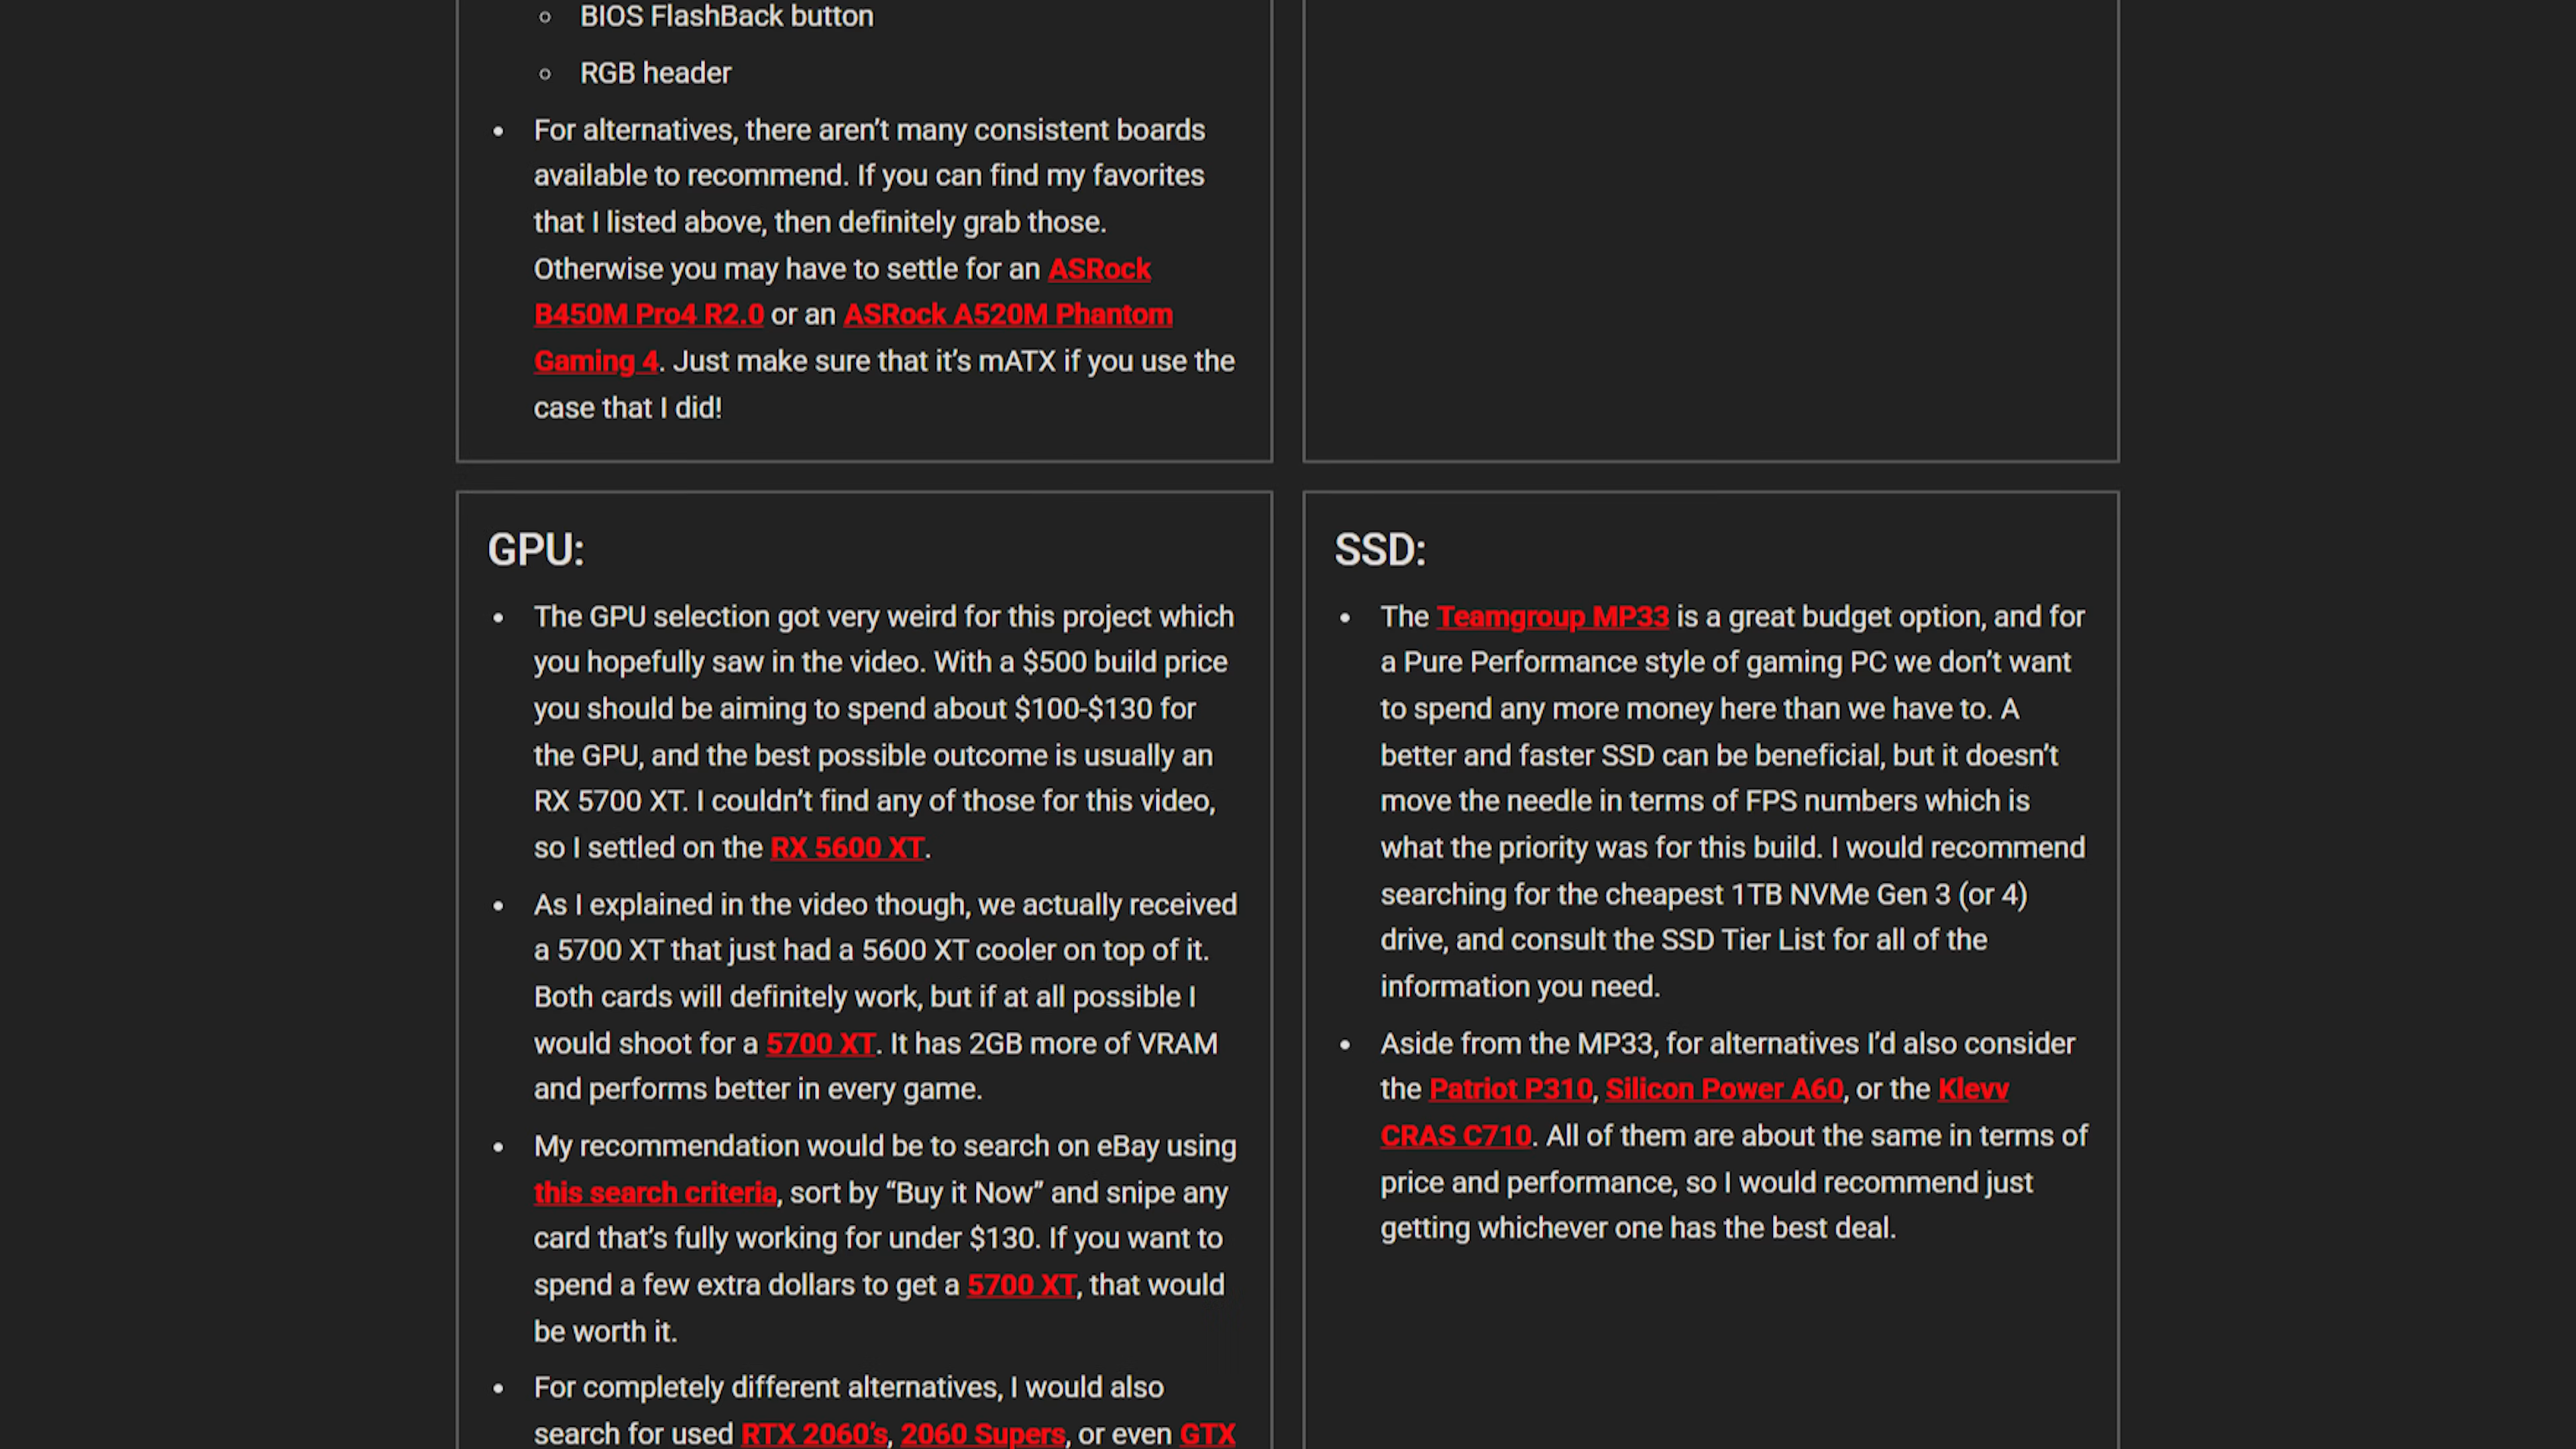 BIOS FlashBack button
RGB header
For alternatives, there aren’t many consistent boards
available to recommend. If you can find my favorites
that I listed above, then definitely grab those.
Otherwise you may have to settle for an ASRock
B450M Pro4 R2.0 or an ASRock A520M Phantom
Gaming 4. Just make sure that it’s mATX if you use the
case that I did!
GPU:
The GPU selection got very weird for this project which
you hopefully saw in the video. With a $500 build price
you should be aiming to spend about $100-$130 for
the GPU, and the best possible outcome is usually an
RX 5700 XT. I couldn’t find any of those for this video,
so I settled on the RX 5600 XT.
As I explained in the video though, we actually received
a 5700 XT that just had a 5600 XT cooler on top of it.
Both cards will definitely work, but if at all possible I
would shoot for a 5700 XT. It has 2GB more of VRAM
and performs better in every game.
My recommendation would be to search on eBay using
this search criteria, sort by “Buy it Now” and snipe any
card that’s fully working for under $130. If you want to
spend a few extra dollars to get a 5700 XT, that would
be worth it.
For completely different alternatives, I would also
search for used RTX 2060’s, 2060 Supers, or even GTX
SSD:
The Teamgroup MP33 is a great budget option, and for
a Pure Performance style of gaming PC we don’t want
to spend any more money here than we have to. A
better and faster SSD can be beneficial, but it doesn’t
move the needle in terms of FPS numbers which is
what the priority was for this build. I would recommend
searching for the cheapest 1TB NVMe Gen 3 (or 4)
drive, and consult the SSD Tier List for all of the
information you need.
Aside from the MP33, for alternatives I’d also consider
the Patriot P310, Silicon Power A60, or the Klevv
CRAS C710. All of them are about the same in terms of
price and performance, so I would recommend just
getting whichever one has the best deal.